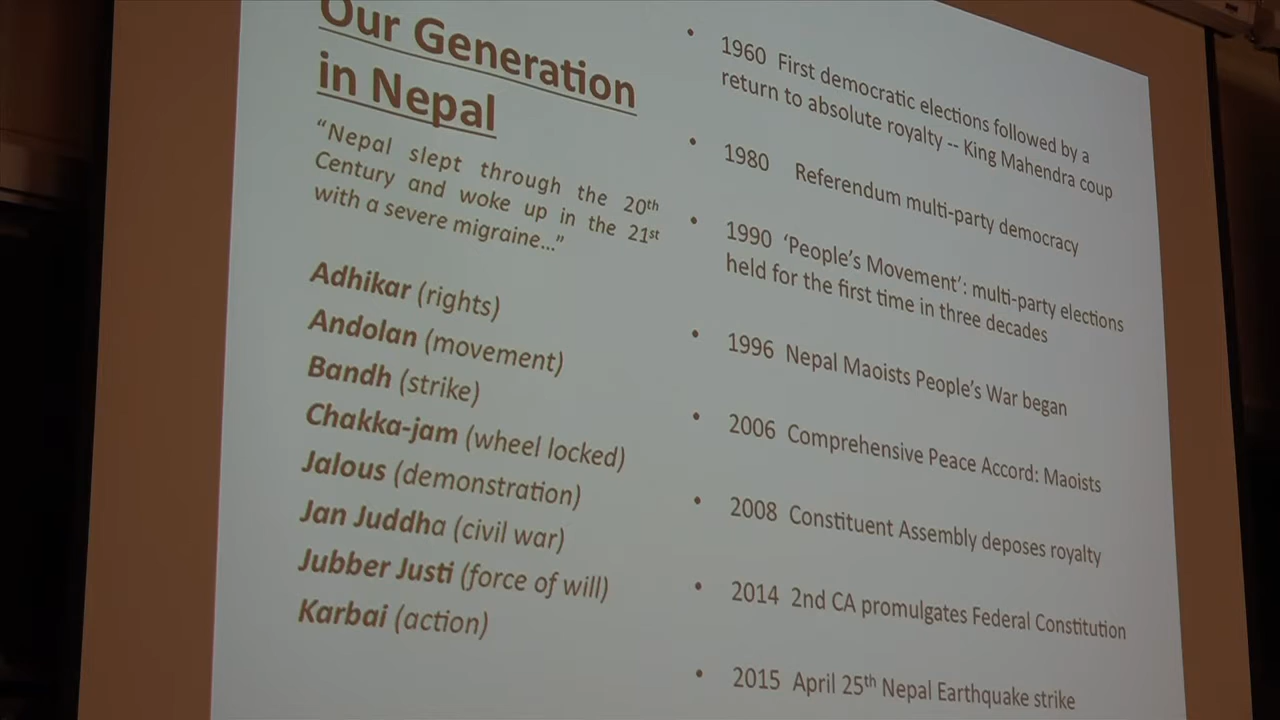 Our Generation
in Nepal
“Nepal slept through the 20th
Century and woke up in the 21st
with a severe migraine...”
Adhikar (rights)
Andolan (movement)
Bandh (strike)
Chakka-jam (wheel locked)
Jalous (demonstration)
Jan Juddha (civil war)
Jubber Justi (force of will)
Karbai (action)
• 1960 First democratic elections followed by a
return to absolute royalty -- King Mahendra coup
• 1980 Referendum multi-party democracy
• 1990 ‘People’s Movement’: multi-party elections
held for the first time in three decades
• 1996 Nepal Maoists People’s War began
• 2006 Comprehensive Peace Accord: Maoists
• 2008 Constituent Assembly deposes royalty
• 2014 2nd CA promulgates Federal Constitution
• 2015 April 25th Nepal Earthquake strike